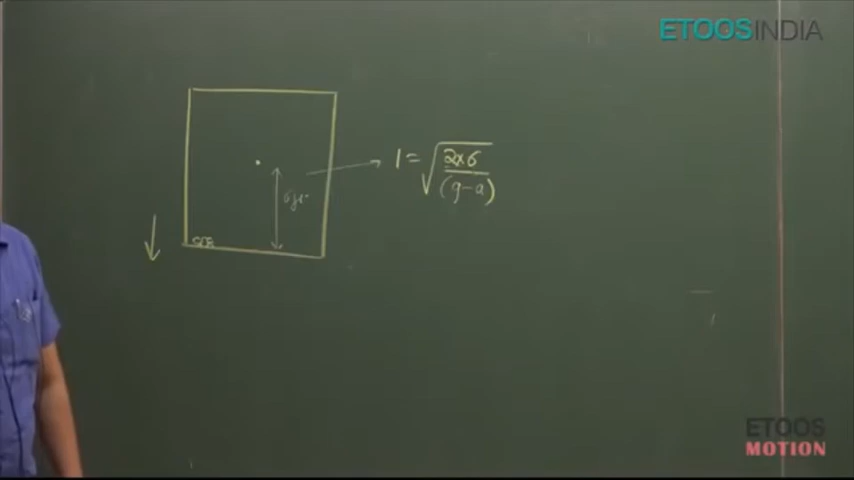 ETOOSINDIA
1 = √(2×6/(g-a))
ETOOS
MOTION